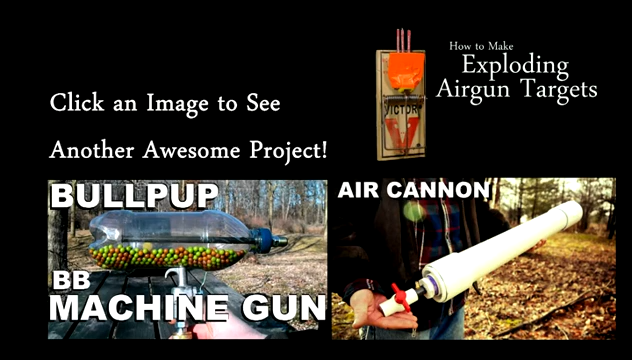 How to Make
Exploding
Airgun Targets
VICTOR
Click an Image to See
Another Awesome Project!
BULLPUP
BB
MACHINE GUN
AIR CANNON